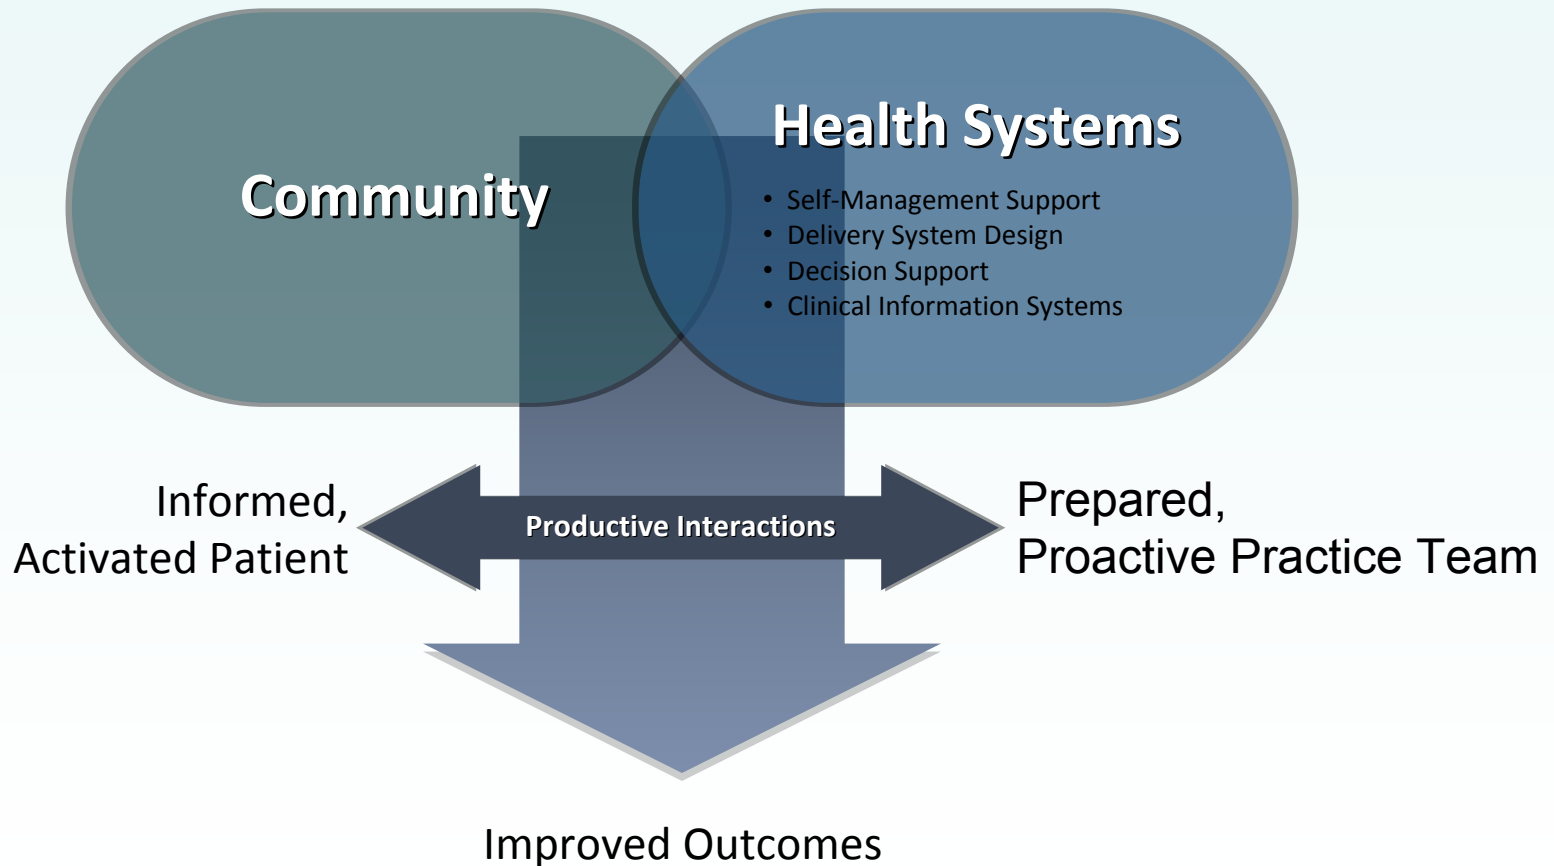 Community
Health Systems
• Self-Management Support
• Delivery System Design
• Decision Support
• Clinical Information Systems
Informed,
Activated Patient
Productive Interactions
Prepared,
Proactive Practice Team
Improved Outcomes